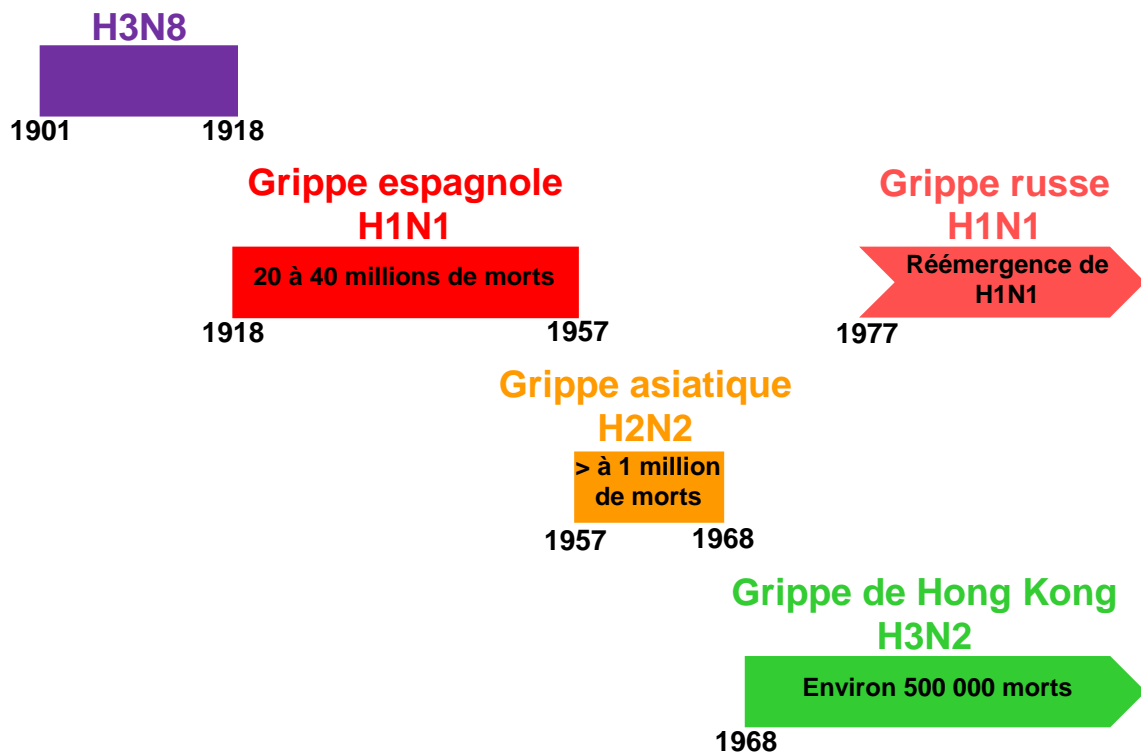 H3N8
1901 1918
Grippe espagnole
H1N1
20 à 40 millions de morts
1918 1957
Grippe russe
H1N1
Réémergence de
H1N1
1977
Grippe asiatique
H2N2
> à 1 million
de morts
1957 1968
Grippe de Hong Kong
H3N2
Environ 500 000 morts
1968